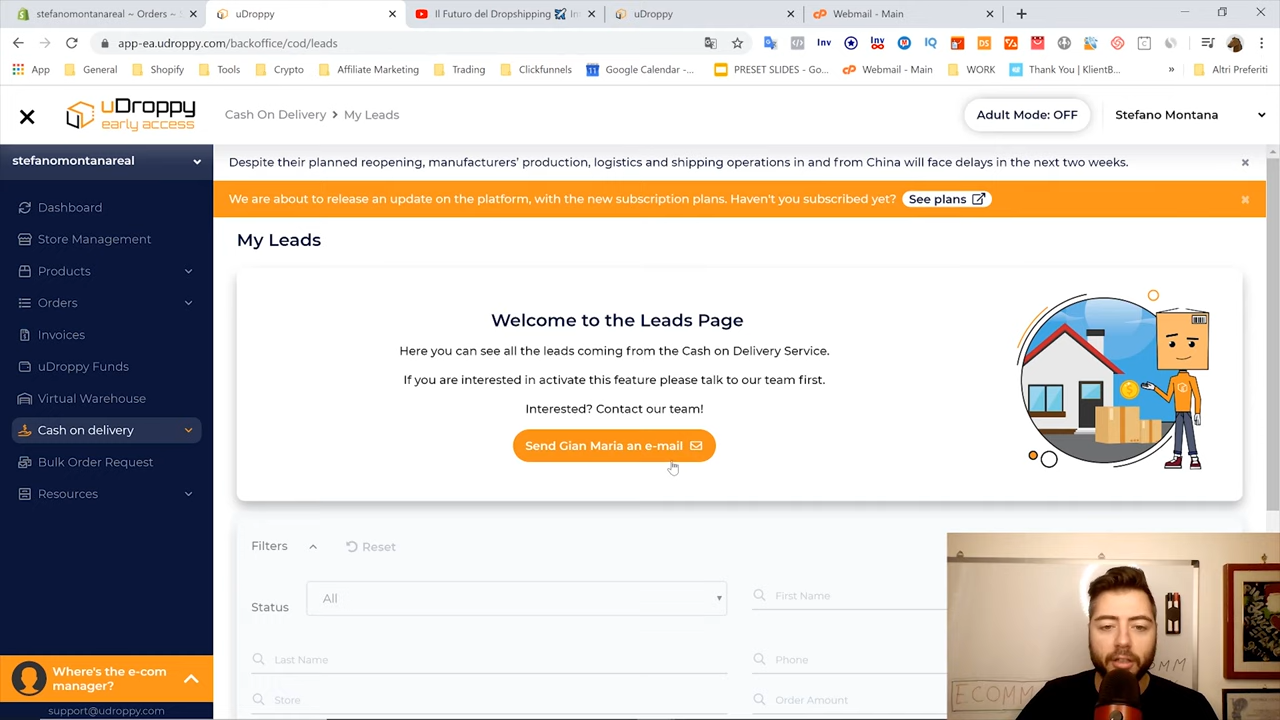 stefanomontanareal ~ Orders ~ S
uDroppy
Il Futuro del Dropshipping
uDroppy
Webmail - Main
app-ea.udroppy.com/backoffice/cod/leads
App
General
Shopify
Tools
Crypto
Affiliate Marketing
Trading
Clickfunnels
Google Calendar -...
PRESET SLIDES - Go...
Webmail - Main
WORK
Thank You | KlientB...
»
Altri Preferiti
uDroppy
early access
Cash On Delivery > My Leads
Adult Mode: OFF
Stefano Montana
stefanomontanareal
Despite their planned reopening, manufacturers' production, logistics and shipping operations in and from China will face delays in the next two weeks.
We are about to release an update on the platform, with the new subscription plans. Haven't you subscribed yet? See plans
Dashboard
Store Management
Products
Orders
Invoices
uDroppy Funds
Virtual Warehouse
Cash on delivery
Bulk Order Request
Resources
My Leads
Welcome to the Leads Page
Here you can see all the leads coming from the Cash on Delivery Service.
If you are interested in activate this feature please talk to our team first.
Interested? Contact our team!
Send Gian Maria an e-mail
Filters
Reset
Status
All
First Name
Last Name
Phone
Store
Order Amount
Where's the e-com
manager?
support@udroppy.com
ECOMM